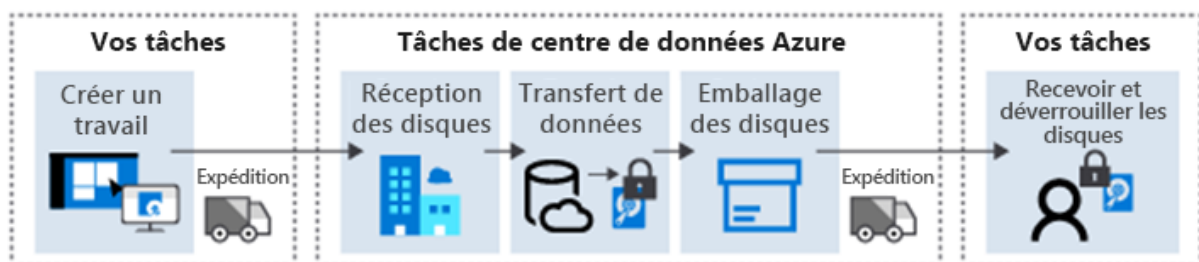 Vos tâches
Créer un
travail
Expédition
Tâches de centre de données Azure
Réception
des disques
Transfert de
données
Emballage
des disques
Expédition
Vos tâches
Recevoir et
déverrouiller les
disques